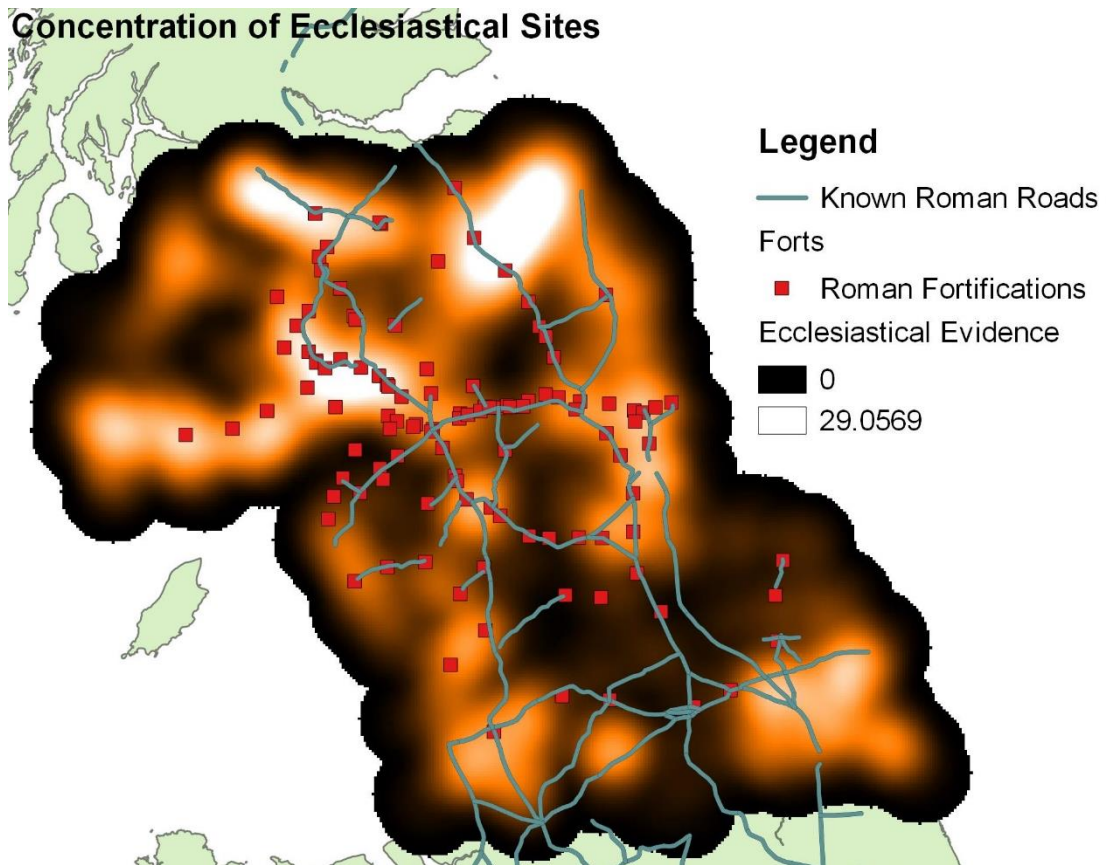 Concentration of Ecclesiastical Sites
Legend
Known Roman Roads
Forts
Roman Fortifications
Ecclesiastical Evidence
0
29.0569